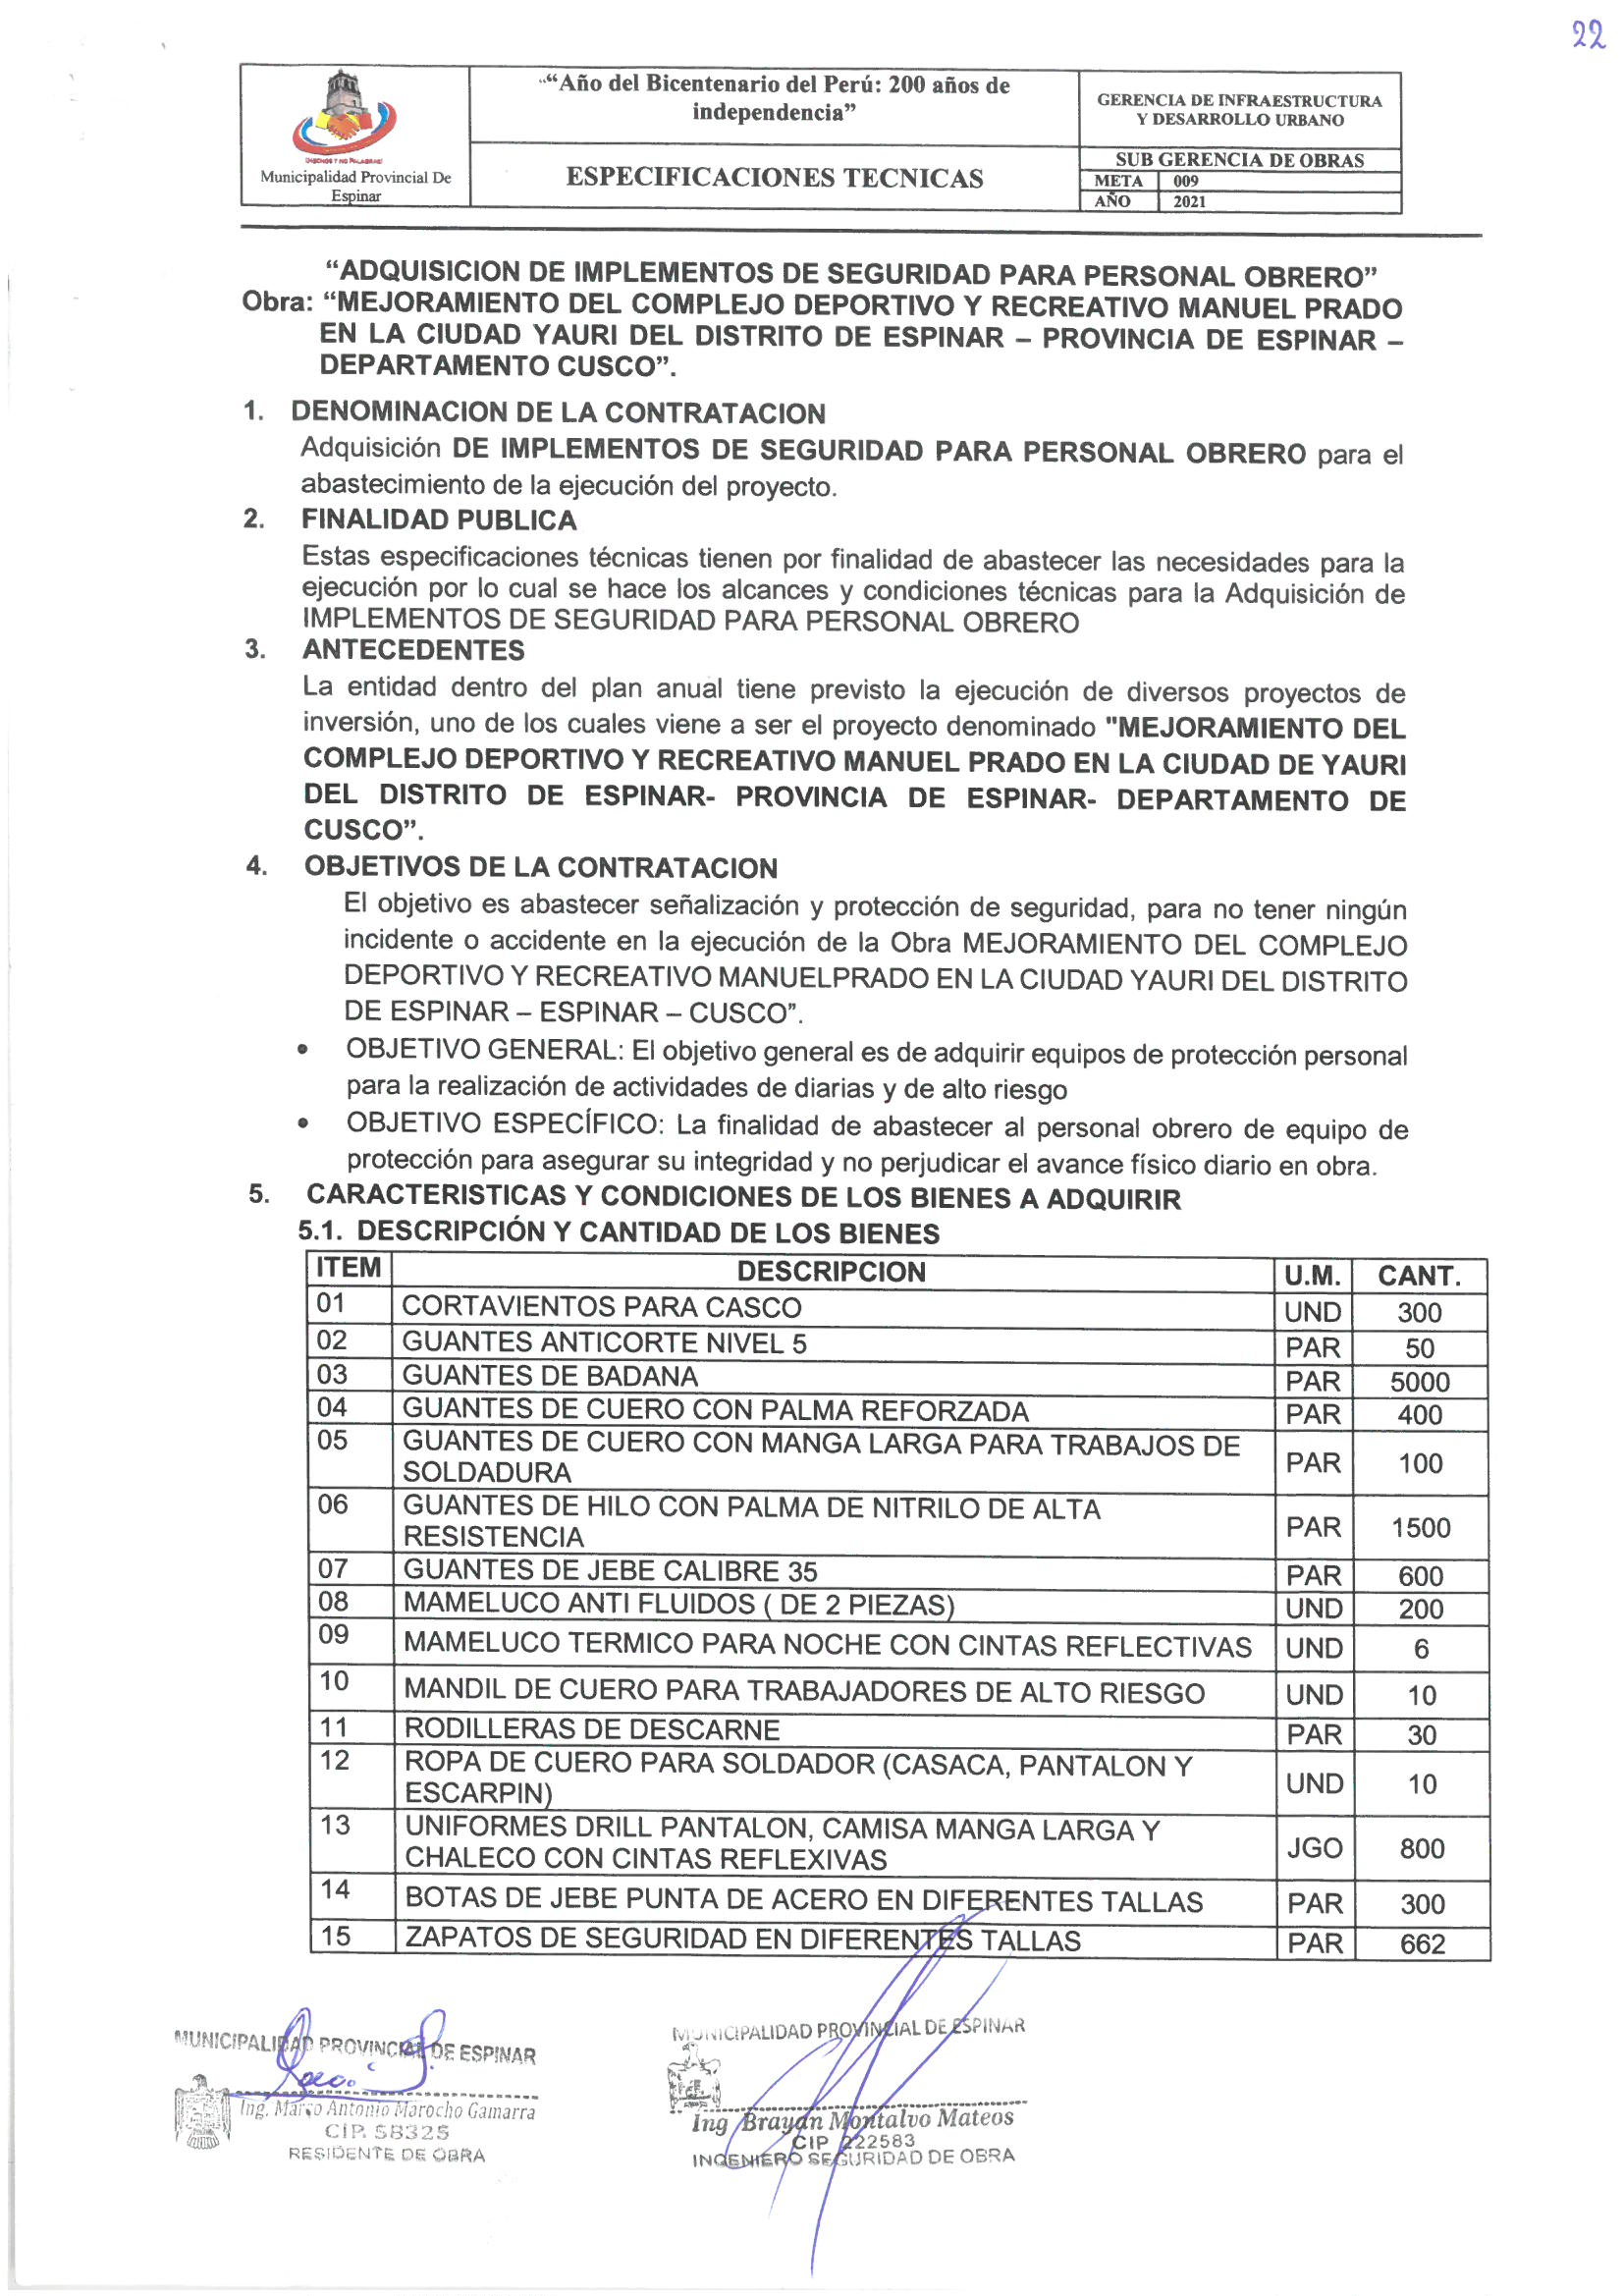 22
"“Año del Bicentenario del Perú: 200 años de
independencia”
GERENCIA DE INFRAESTRUCTURA
Y DESARROLLO URBANO
Municipalidad Provincial De
Espinar
ESPECIFICACIONES TECNICAS
SUB GERENCIA DE OBRAS
META 009
AÑO 2021
“ADQUISICION DE IMPLEMENTOS DE SEGURIDAD PARA PERSONAL OBRERO”
Obra: “MEJORAMIENTO DEL COMPLEJO DEPORTIVO Y RECREATIVO MANUEL PRADO
EN LA CIUDAD YAURI DEL DISTRITO DE ESPINAR – PROVINCIA DE ESPINAR –
DEPARTAMENTO CUSCO”.
1. DENOMINACION DE LA CONTRATACION
Adquisición DE IMPLEMENTOS DE SEGURIDAD PARA PERSONAL OBRERO para el
abastecimiento de la ejecución del proyecto.
2. FINALIDAD PUBLICA
Estas especificaciones técnicas tienen por finalidad de abastecer las necesidades para la
ejecución por lo cual se hace los alcances y condiciones técnicas para la Adquisición de
IMPLEMENTOS DE SEGURIDAD PARA PERSONAL OBRERO
3. ANTECEDENTES
La entidad dentro del plan anual tiene previsto la ejecución de diversos proyectos de
inversión, uno de los cuales viene a ser el proyecto denominado "MEJORAMIENTO DEL
COMPLEJO DEPORTIVO Y RECREATIVO MANUEL PRADO EN LA CIUDAD DE YAURI
DEL DISTRITO DE ESPINAR- PROVINCIA DE ESPINAR- DEPARTAMENTO DE
CUSCO”.
4. OBJETIVOS DE LA CONTRATACION
El objetivo es abastecer señalización y protección de seguridad, para no tener ningún
incidente o accidente en la ejecución de la Obra MEJORAMIENTO DEL COMPLEJO
DEPORTIVO Y RECREATIVO MANUELPRADO EN LA CIUDAD YAURI DEL DISTRITO
DE ESPINAR – ESPINAR – CUSCO”.
• OBJETIVO GENERAL: El objetivo general es de adquirir equipos de protección personal
para la realización de actividades de diarias y de alto riesgo
• OBJETIVO ESPECÍFICO: La finalidad de abastecer al personal obrero de equipo de
protección para asegurar su integridad y no perjudicar el avance físico diario en obra.
5. CARACTERISTICAS Y CONDICIONES DE LOS BIENES A ADQUIRIR
5.1. DESCRIPCIÓN Y CANTIDAD DE LOS BIENES
ITEM DESCRIPCION U.M. CANT.
01 CORTAVIENTOS PARA CASCO UND 300
02 GUANTES ANTICORTE NIVEL 5 PAR 50
03 GUANTES DE BADANA PAR 5000
04 GUANTES DE CUERO CON PALMA REFORZADA PAR 400
05 GUANTES DE CUERO CON MANGA LARGA PARA TRABAJOS DE
SOLDADURA PAR 100
06 GUANTES DE HILO CON PALMA DE NITRILO DE ALTA
RESISTENCIA PAR 1500
07 GUANTES DE JEBE CALIBRE 35 PAR 600
08 MAMELUCO ANTI FLUIDOS ( DE 2 PIEZAS) UND 200
09 MAMELUCO TERMICO PARA NOCHE CON CINTAS REFLECTIVAS UND 6
10 MANDIL DE CUERO PARA TRABAJADORES DE ALTO RIESGO UND 10
11 RODILLERAS DE DESCARNE PAR 30
12 ROPA DE CUERO PARA SOLDADOR (CASACA, PANTALON Y
ESCARPIN) UND 10
13 UNIFORMES DRILL PANTALON, CAMISA MANGA LARGA Y
CHALECO CON CINTAS REFLEXIVAS JGO 800
14 BOTAS DE JEBE PUNTA DE ACERO EN DIFERENTES TALLAS PAR 300
15 ZAPATOS DE SEGURIDAD EN DIFERENTES TALLAS PAR 662
MUNICIPALIDAD PROVINCIAL DE ESPINAR
Ing. Marco Antonio Marocho Gamarra
CIP. 58325
RESIDENTE DE OBRA
MUNICIPALIDAD PROVINCIAL DE ESPINAR
Ing Brayan Montalvo Mateos
CIP 222583
INGENIERO SEGURIDAD DE OBRA